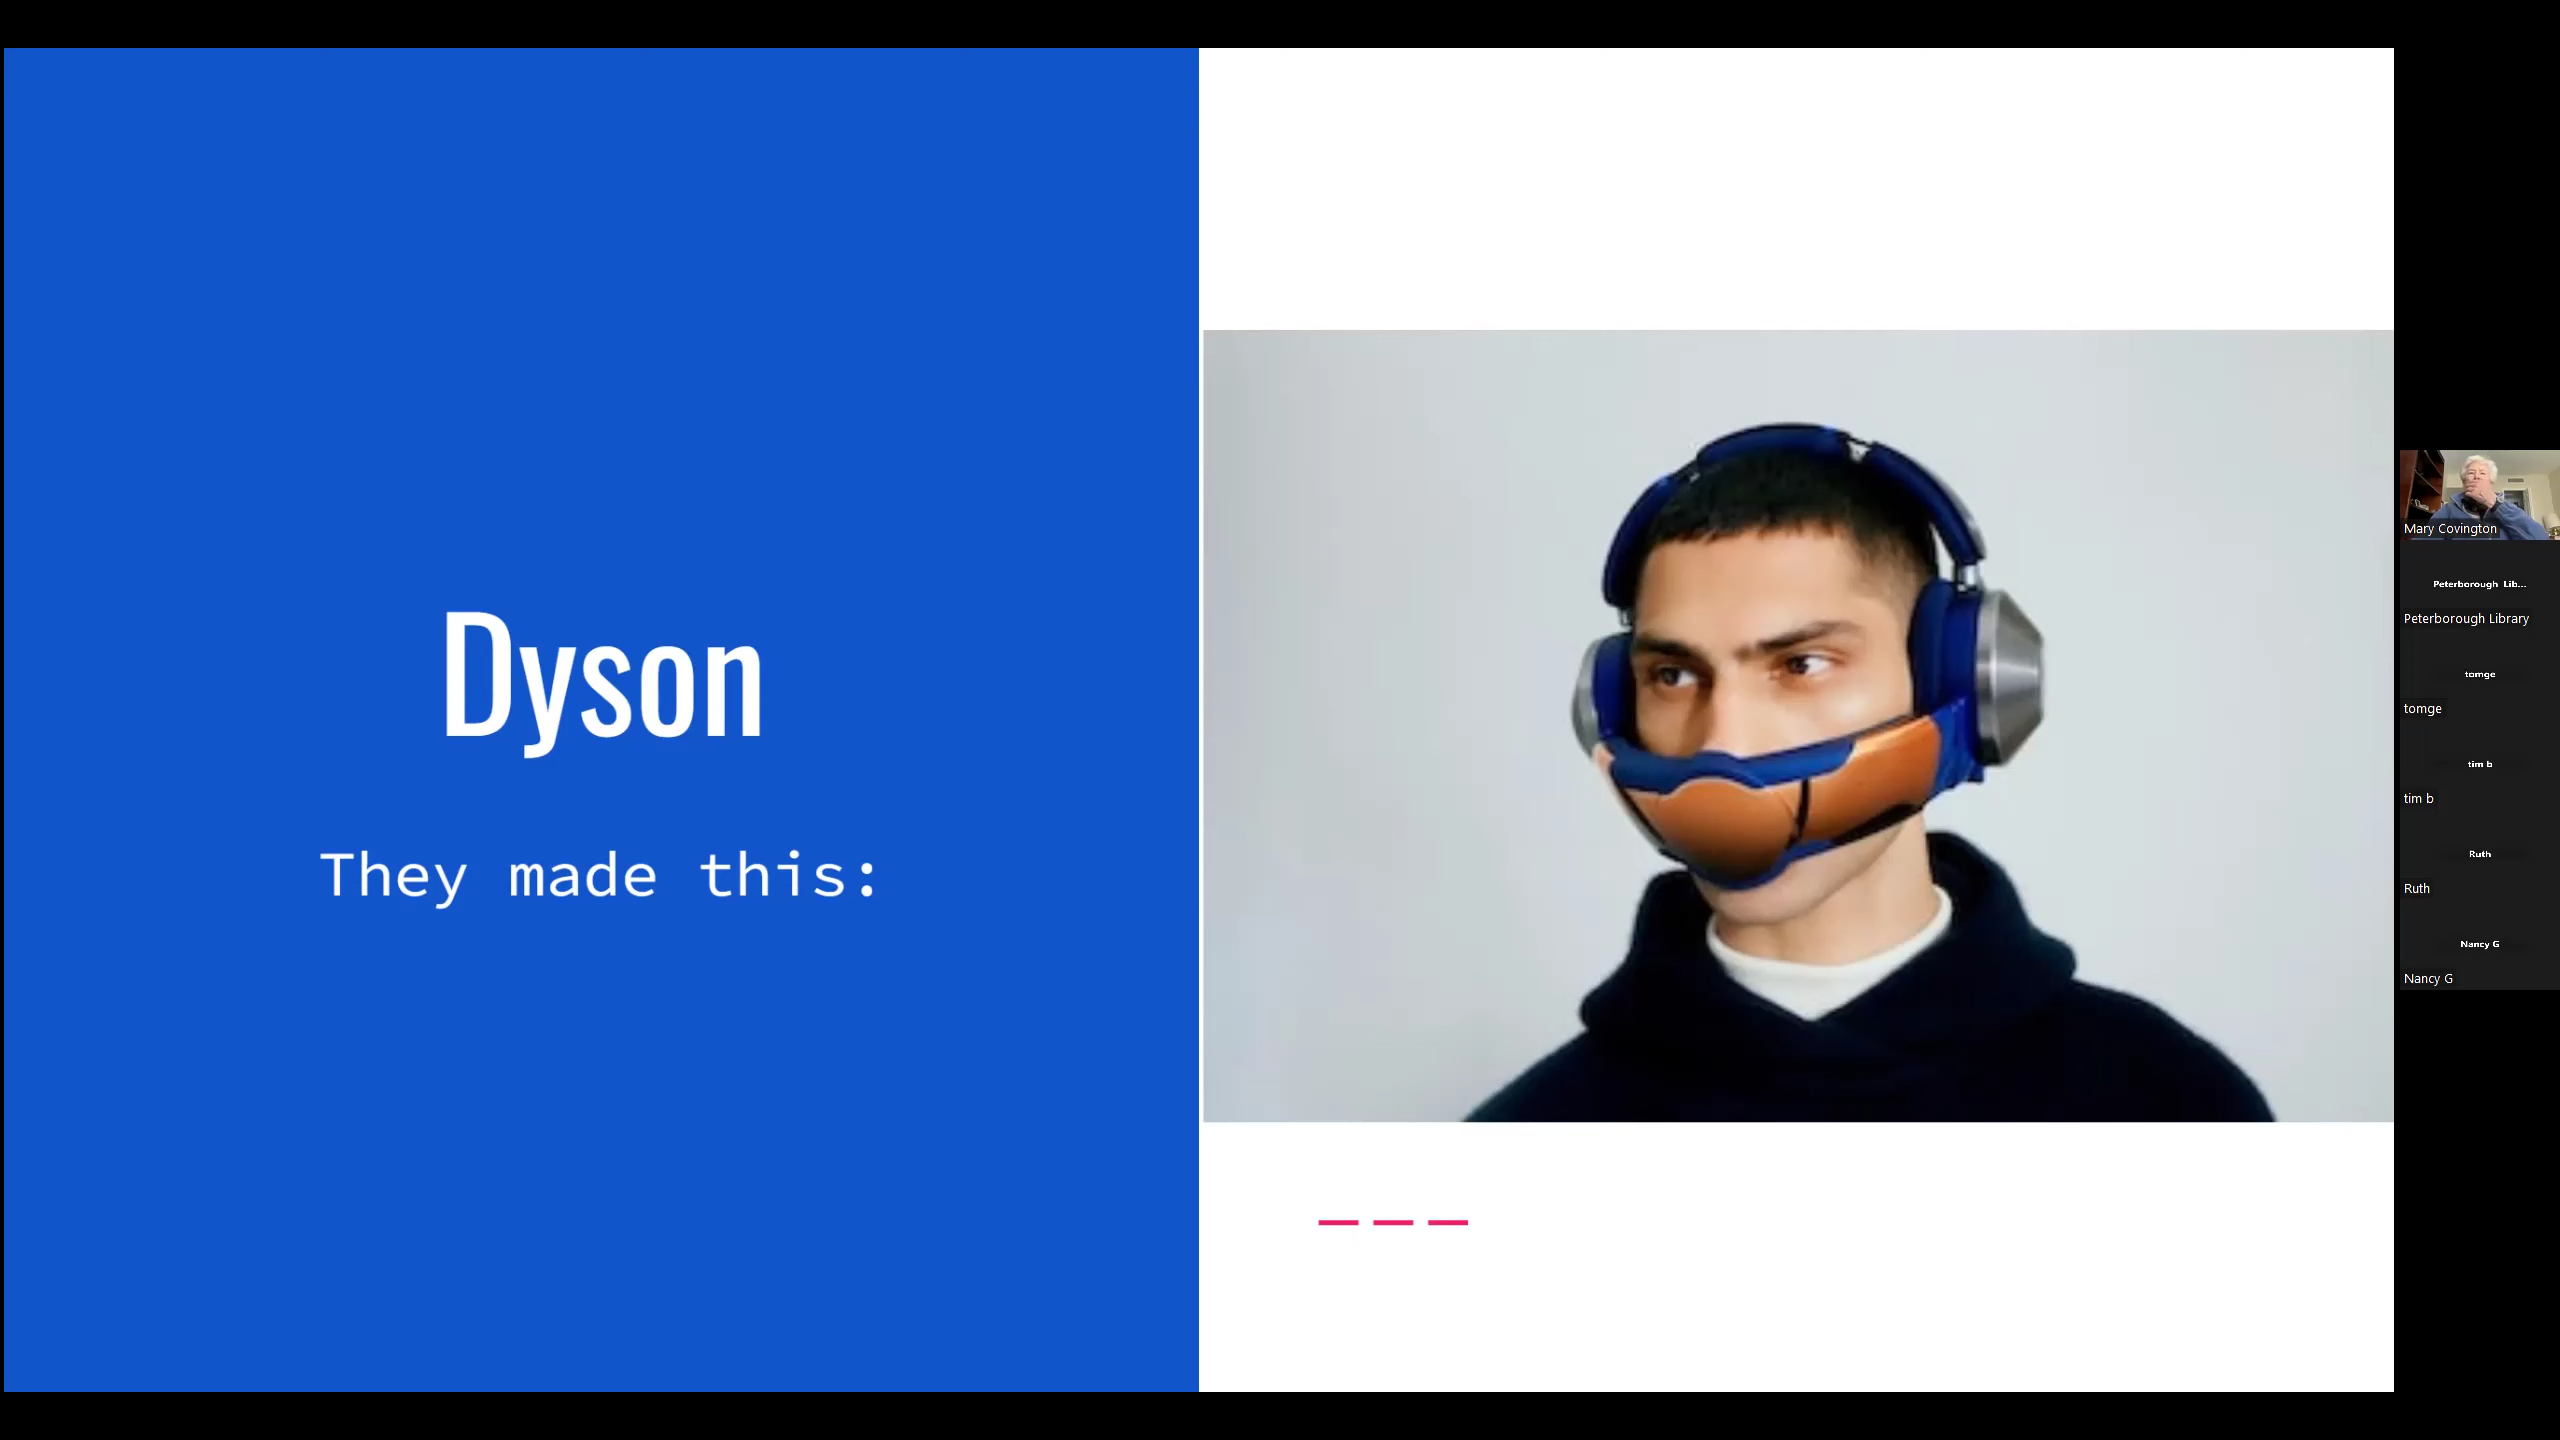 Dyson
They made this:
Mary Covington
Peterborough Lib...
Peterborough Library
tomge
tomge
tim b
tim b
Ruth
Ruth
Nancy G
Nancy G